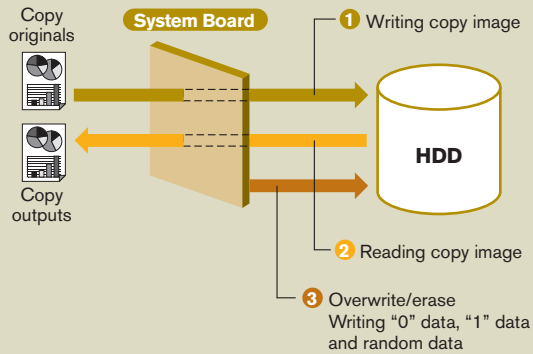 Copy
originals
System Board
1 Writing copy image
HDD
Copy
outputs
2 Reading copy image
3 Overwrite/erase
Writing “0” data, “1” data
and random data